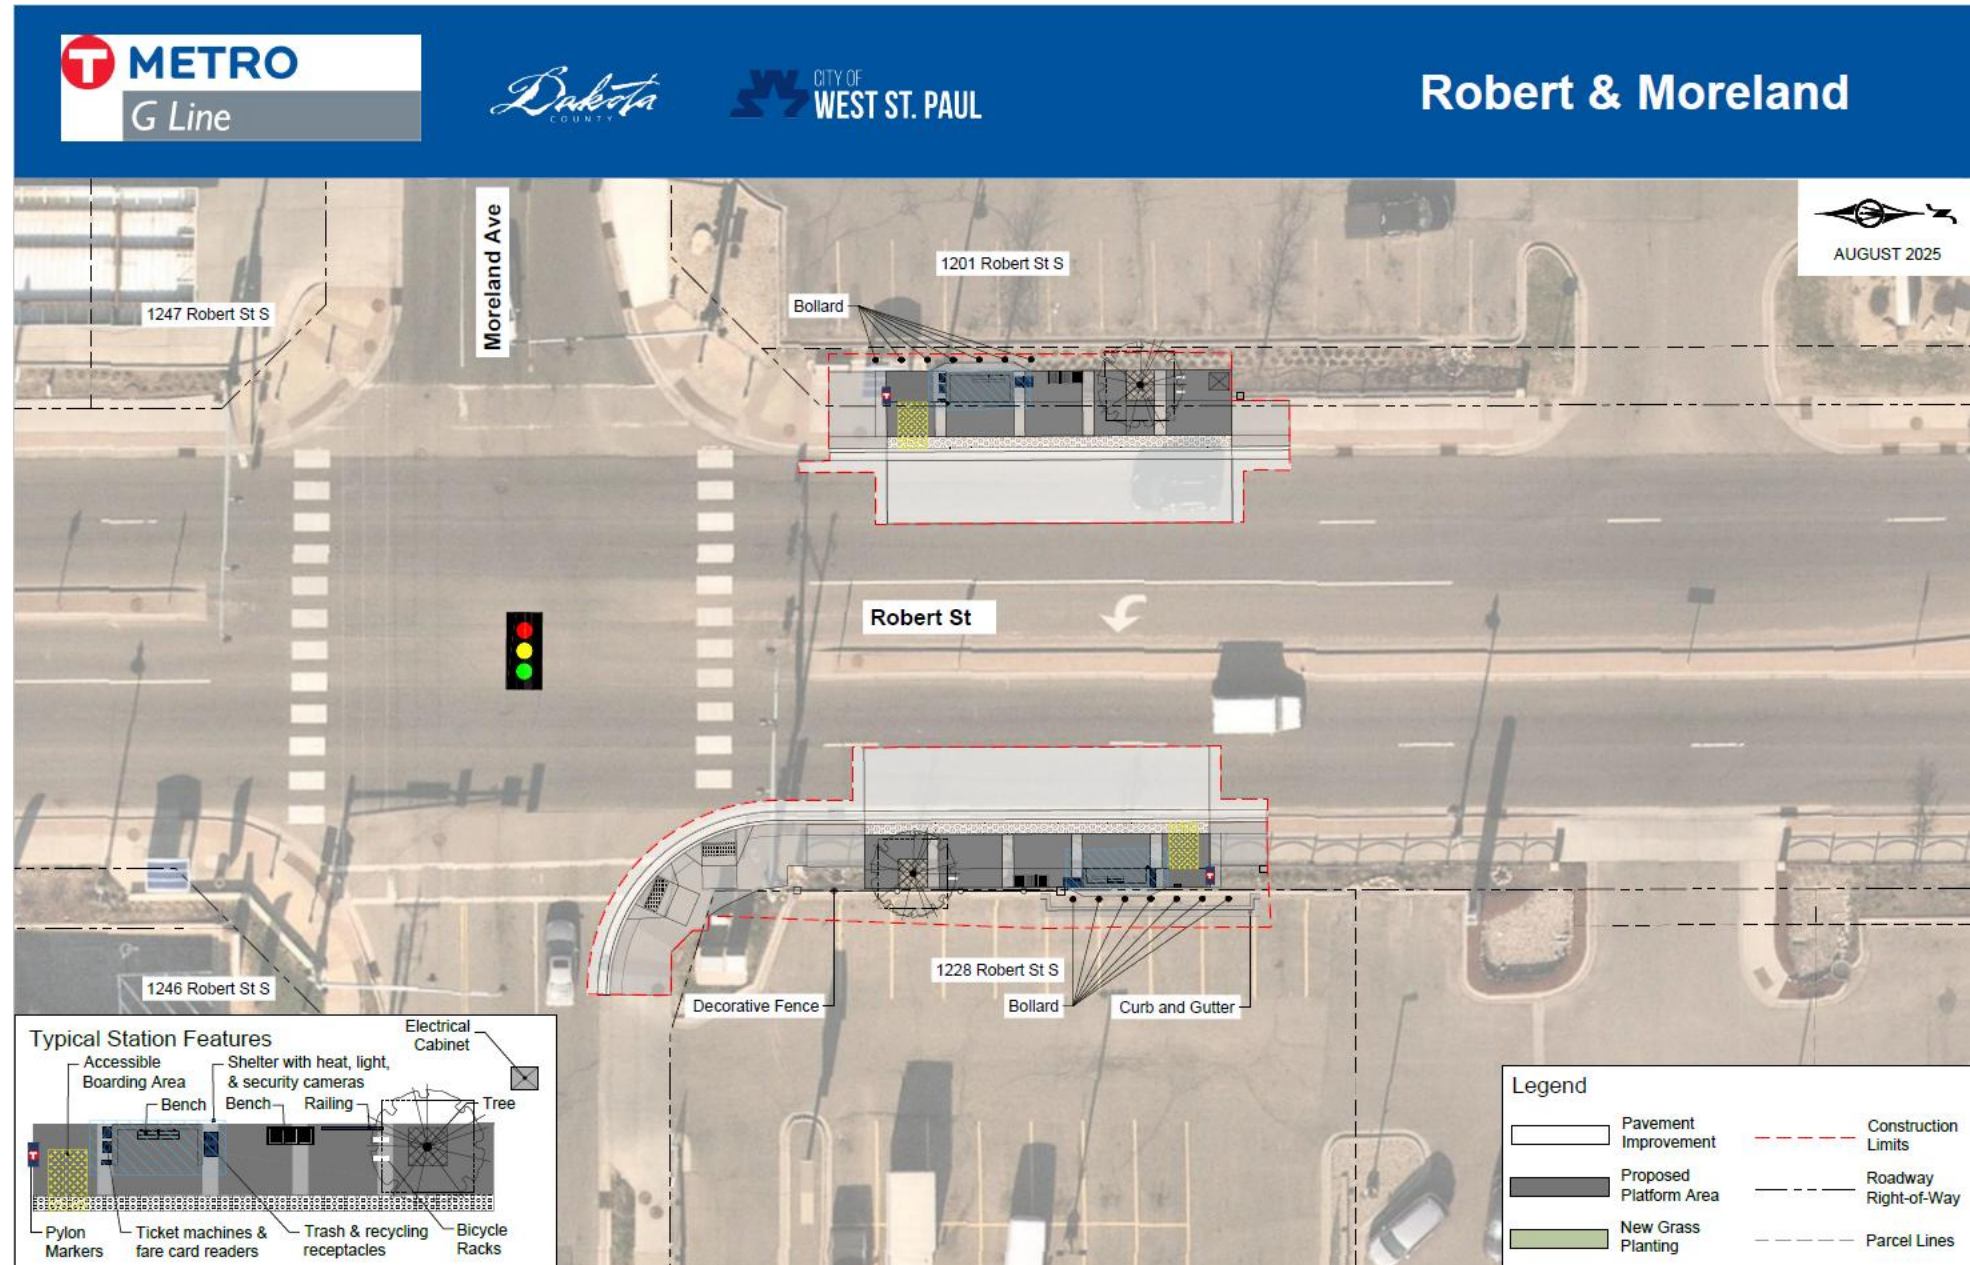 T METRO
G Line
Dakota
COUNTY
CITY OF
WEST ST. PAUL
Robert & Moreland
Moreland Ave
AUGUST 2025
1201 Robert St S
1247 Robert St S
Bollard
Robert St
1228 Robert St S
1246 Robert St S
Decorative Fence
Bollard
Curb and Gutter
Typical Station Features
Electrical
Cabinet
Accessible
Boarding Area
Shelter with heat, light,
& security cameras
Bench
Bench
Railing
Tree
Pylon
Markers
Ticket machines &
fare card readers
Trash & recycling
receptacles
Bicycle
Racks
Legend
Pavement
Improvement
Construction
Limits
Proposed
Platform Area
Roadway
Right-of-Way
New Grass
Planting
Parcel Lines